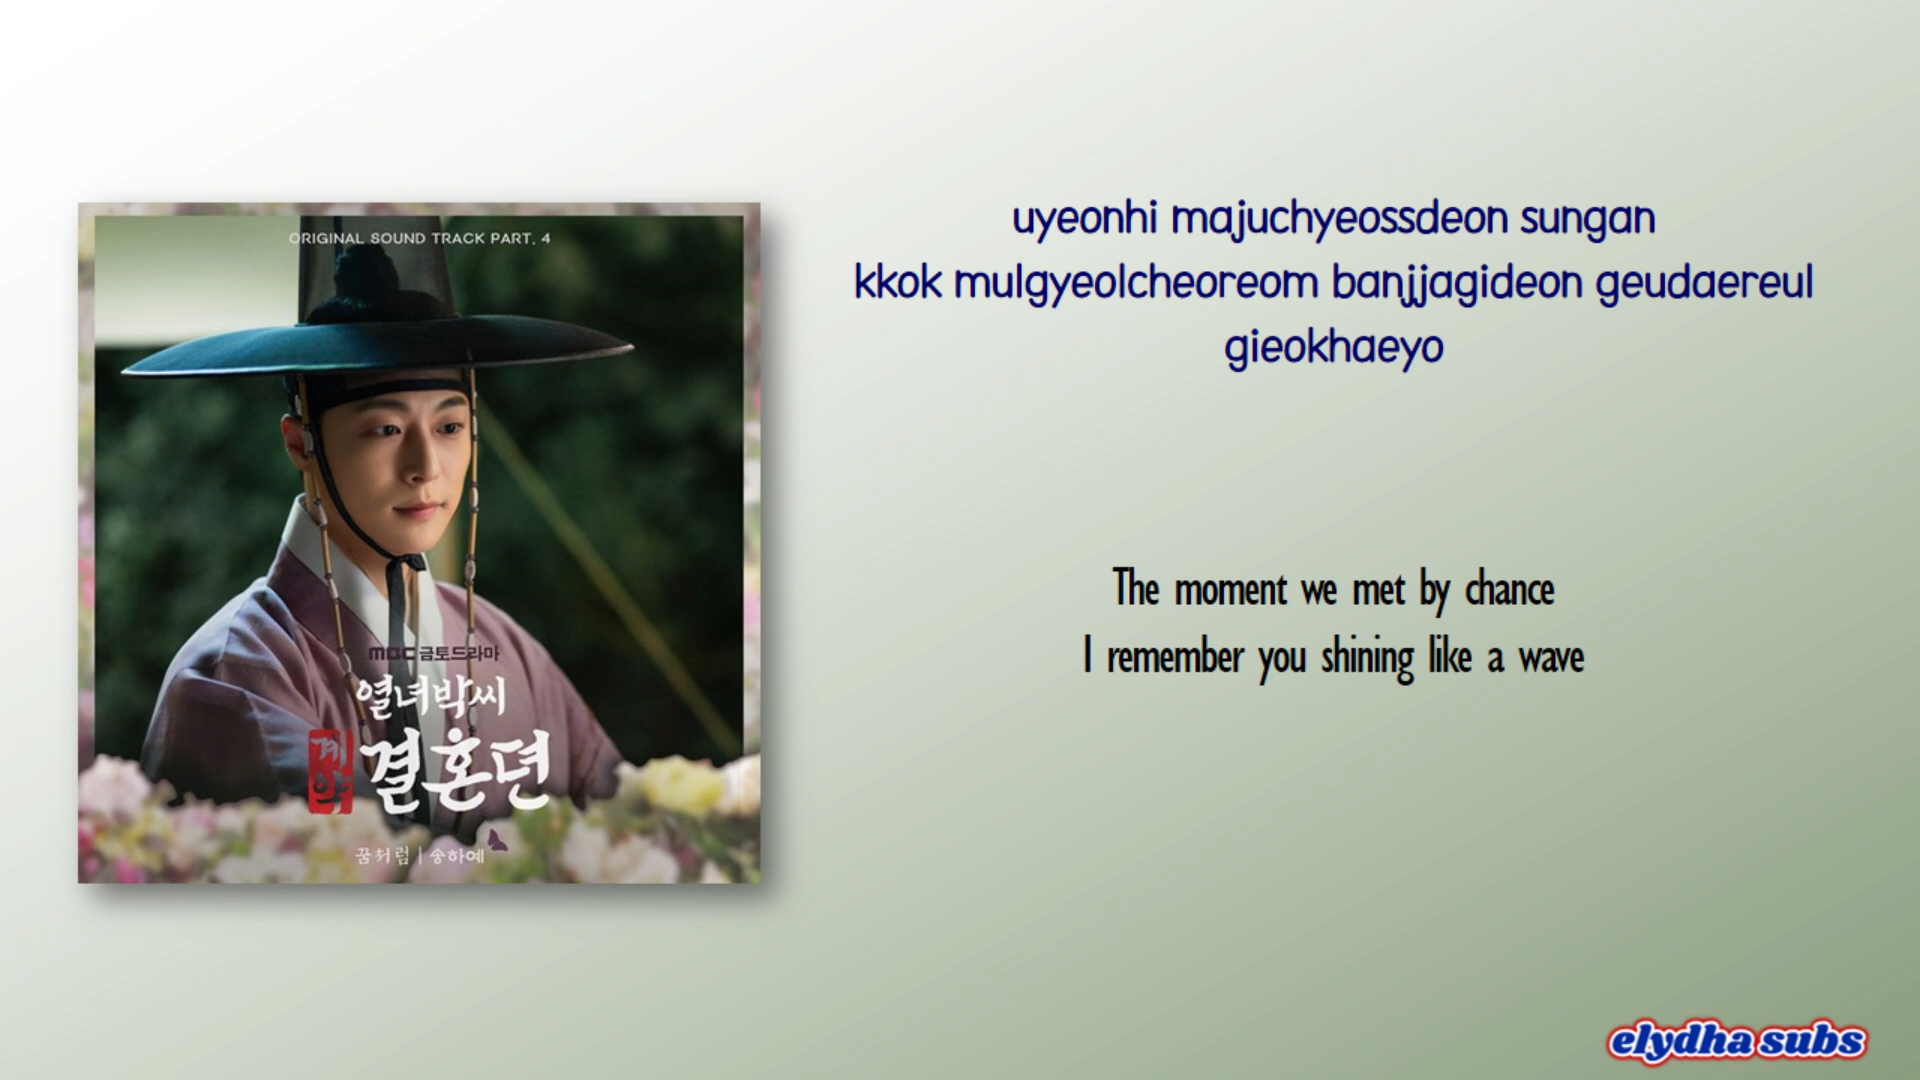 ORIGINAL SOUND TRACK PART. 4
MBC 금토드라마
열녀박씨
계약
결혼뎐
꿈처럼 | 송하예
uyeonhi majuchyeossdeon sungan
kkok mulgyeolcheoreom banjjagideon geudaereul
gieokhaeyo
The moment we met by chance
I remember you shining like a wave
elydha subs